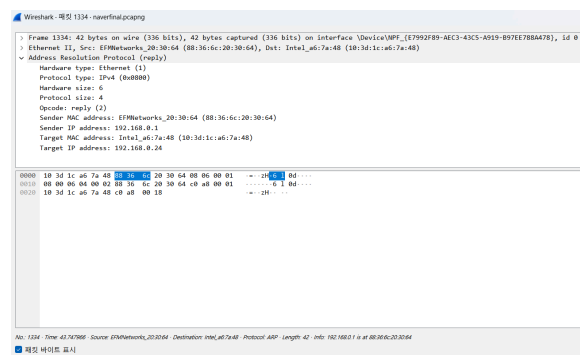 Wireshark · 패킷 1334 · naverfinal.pcapng
Frame 1334: 42 bytes on wire (336 bits), 42 bytes captured (336 bits) on interface \Device\NPF_{E7992F89-AEC3-43C5-A919-B97EE78BA478}, id 0
Ethernet II, Src: EFMNetworks_20:30:64 (88:36:6c:20:30:64), Dst: Intel_a6:7a:48 (10:3d:1c:a6:7a:48)
Address Resolution Protocol (reply)
Hardware type: Ethernet (1)
Protocol type: IPv4 (0x0800)
Hardware size: 6
Protocol size: 4
Opcode: reply (2)
Sender MAC address: EFMNetworks_20:30:64 (88:36:6c:20:30:64)
Sender IP address: 192.168.0.1
Target MAC address: Intel_a6:7a:48 (10:3d:1c:a6:7a:48)
Target IP address: 192.168.0.24
0000 10 3d 1c a6 7a 48 88 36 6c 20 30 64 08 06 00 01 ·=··zH·6l 0d····
0010 08 00 06 04 00 02 88 36 6c 20 30 64 c0 a8 00 01 ·······6l 0d····
0020 10 3d 1c a6 7a 48 c0 a8 00 18 ·=··zH·· ··
No.: 1334 · Time: 43.747966 · Source: EFMNetworks_20:30:64 · Destination: Intel_a6:7a:48 · Protocol: ARP · Length: 42 · Info: 192.168.0.1 is at 88:36:6c:20:30:64
패킷 바이트 표시